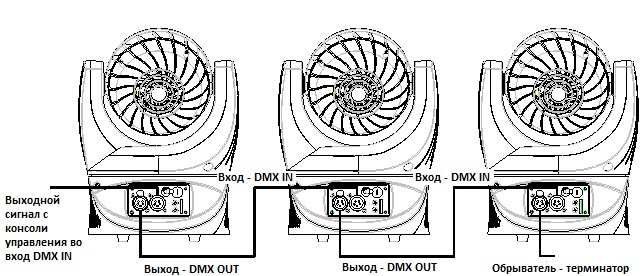 Вход - DMX IN
Вход - DMX IN
Выходной
сигнал с
консоли
управления во
вход DMX IN
Выход - DMX OUT
Выход - DMX OUT
Обрыватель - терминатор